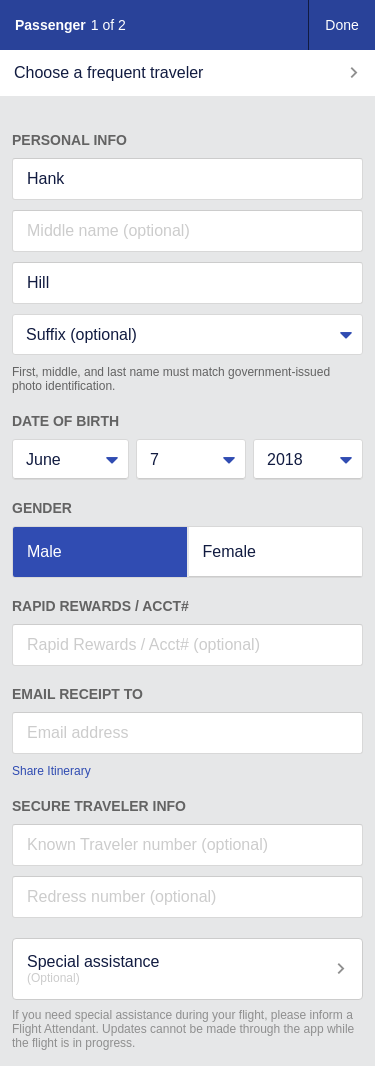 Passenger 1 of 2 Done
Choose a frequent traveler
PERSONAL INFO
Hank
Middle name (optional)
Hill
Suffix (optional)
First, middle, and last name must match government-issued
photo identification.
DATE OF BIRTH
June 7 2018
GENDER
Male Female
RAPID REWARDS / ACCT#
Rapid Rewards / Acct# (optional)
EMAIL RECEIPT TO
Email address
Share Itinerary
SECURE TRAVELER INFO
Known Traveler number (optional)
Redress number (optional)
Special assistance
(Optional)
If you need special assistance during your flight, please inform a
Flight Attendant. Updates cannot be made through the app while
the flight is in progress.